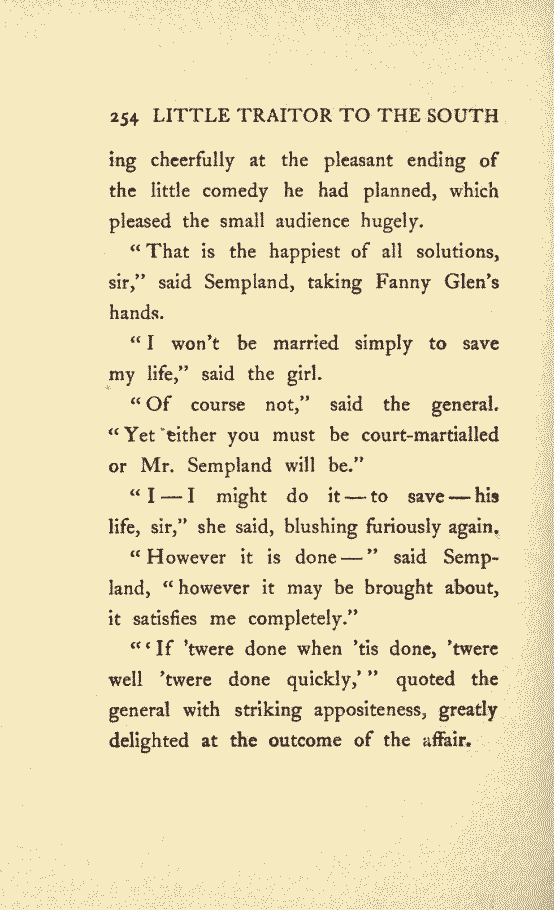 254 LITTLE TRAITOR TO THE SOUTH
ing cheerfully at the pleasant ending of
the little comedy he had planned, which
pleased the small audience hugely.
“That is the happiest of all solutions,
sir,” said Sempland, taking Fanny Glen’s
hands.
“I won’t be married simply to save
my life,” said the girl.
“Of course not,” said the general.
“Yet either you must be court-martialled
or Mr. Sempland will be.”
“I — I might do it — to save — his
life, sir,” she said, blushing furiously again.
“However it is done — ” said Semp-
land, “however it may be brought about,
it satisfies me completely.”
“‘If ’twere done when ’tis done, ’twere
well ’twere done quickly,’” quoted the
general with striking appositeness, greatly
delighted at the outcome of the affair.